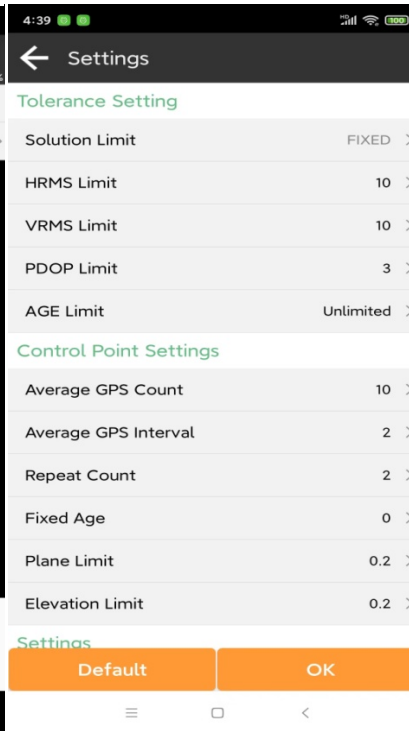 4:39 HD 100
Settings
Tolerance Setting
Solution Limit FIXED
HRMS Limit 10
VRMS Limit 10
PDOP Limit 3
AGE Limit Unlimited
Control Point Settings
Average GPS Count 10
Average GPS Interval 2
Repeat Count 2
Fixed Age 0
Plane Limit 0.2
Elevation Limit 0.2
Settings
Default OK